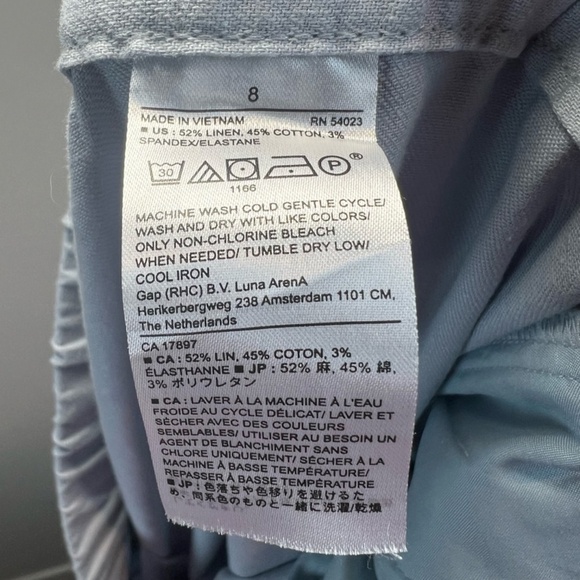 8
MADE IN VIETNAM RN 54023
■ US : 52% LINEN, 45% COTTON, 3%
SPANDEX/ELASTANE
30 P ®
1166
MACHINE WASH COLD GENTLE CYCLE/
WASH AND DRY WITH LIKE COLORS/
ONLY NON-CHLORINE BLEACH
WHEN NEEDED/ TUMBLE DRY LOW/
COOL IRON
Gap (RHC) B.V. Luna ArenA
Herikerbergweg 238 Amsterdam 1101 CM,
The Netherlands
CA 17897
■ CA : 52% LIN, 45% COTON, 3%
ÉLASTHANNE ■ JP : 52% 麻, 45% 綿,
3% ポリウレタン
■ CA : LAVER À LA MACHINE À L'EAU
FROIDE AU CYCLE DÉLICAT/ LAVER ET
SÉCHER AVEC DES COULEURS
SEMBLABLES/ UTILISER AU BESOIN UN
AGENT DE BLANCHIMENT SANS
CHLORE UNIQUEMENT/ SÉCHER À LA
MACHINE À BASSE TEMPÉRATURE/
REPASSER À BASSE TEMPÉRATURE
■ JP : 色落ちや色移りを避けるた
め、同系色のものと一緒に洗濯/乾燥